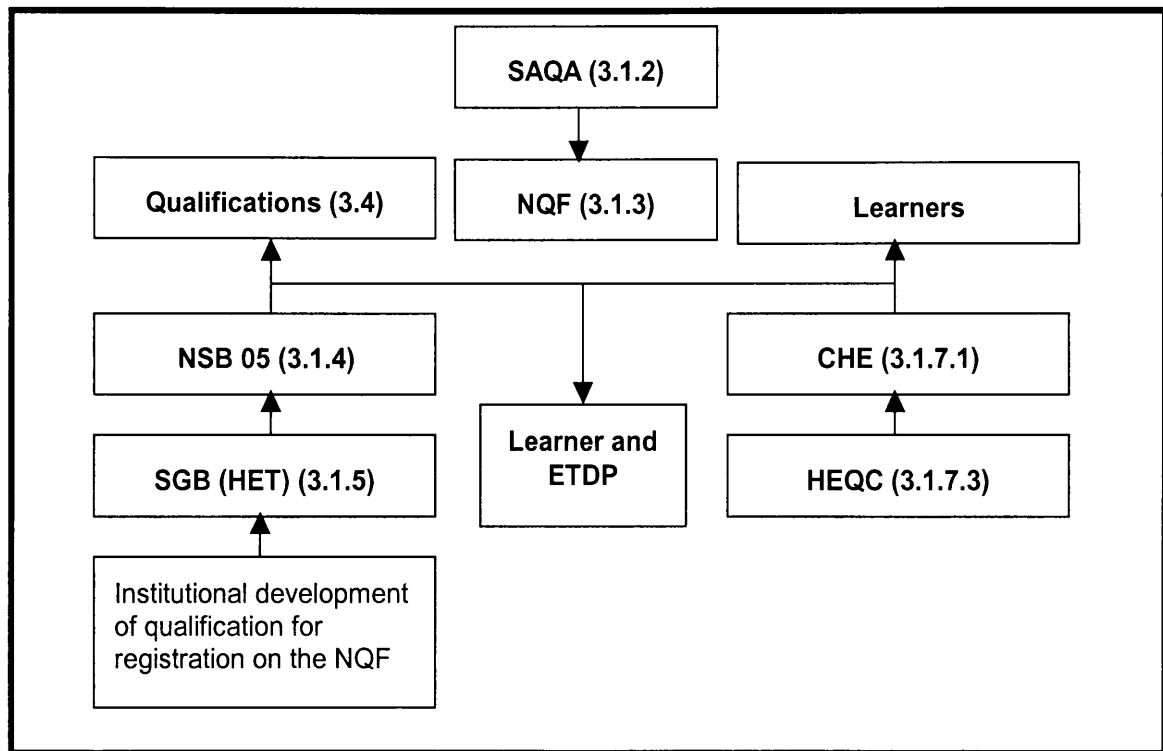 SAQA (3.1.2)
Qualifications (3.4)
NQF (3.1.3)
Learners
NSB 05 (3.1.4)
CHE (3.1.7.1)
Learner and
ETDP
SGB (HET) (3.1.5)
HEQC (3.1.7.3)
Institutional development
of qualification for
registration on the NQF